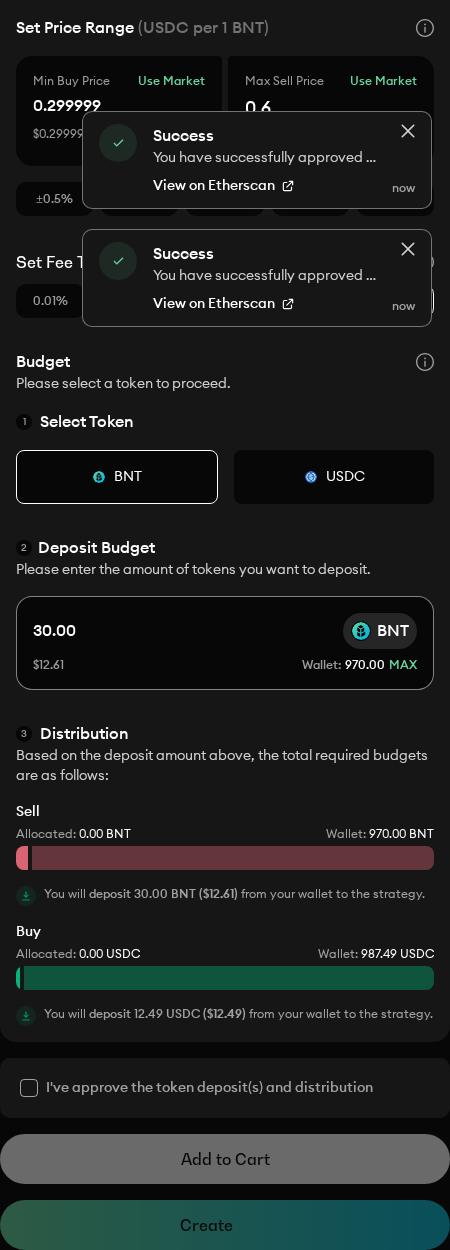 Set Price Range (USDC per 1 BNT)
Min Buy Price Use Market
Max Sell Price Use Market
0.299999
0.6
$0.29999
Success
You have successfully approved ...
View on Etherscan
now
±0.5%
Success
You have successfully approved ...
View on Etherscan
now
Set Fee T
0.01%
Budget
Please select a token to proceed.
1 Select Token
BNT
USDC
2 Deposit Budget
Please enter the amount of tokens you want to deposit.
30.00
BNT
$12.61
Wallet: 970.00 MAX
3 Distribution
Based on the deposit amount above, the total required budgets
are as follows:
Sell
Allocated: 0.00 BNT
Wallet: 970.00 BNT
You will deposit 30.00 BNT ($12.61) from your wallet to the strategy.
Buy
Allocated: 0.00 USDC
Wallet: 987.49 USDC
You will deposit 12.49 USDC ($12.49) from your wallet to the strategy.
I've approve the token deposit(s) and distribution
Add to Cart
Create